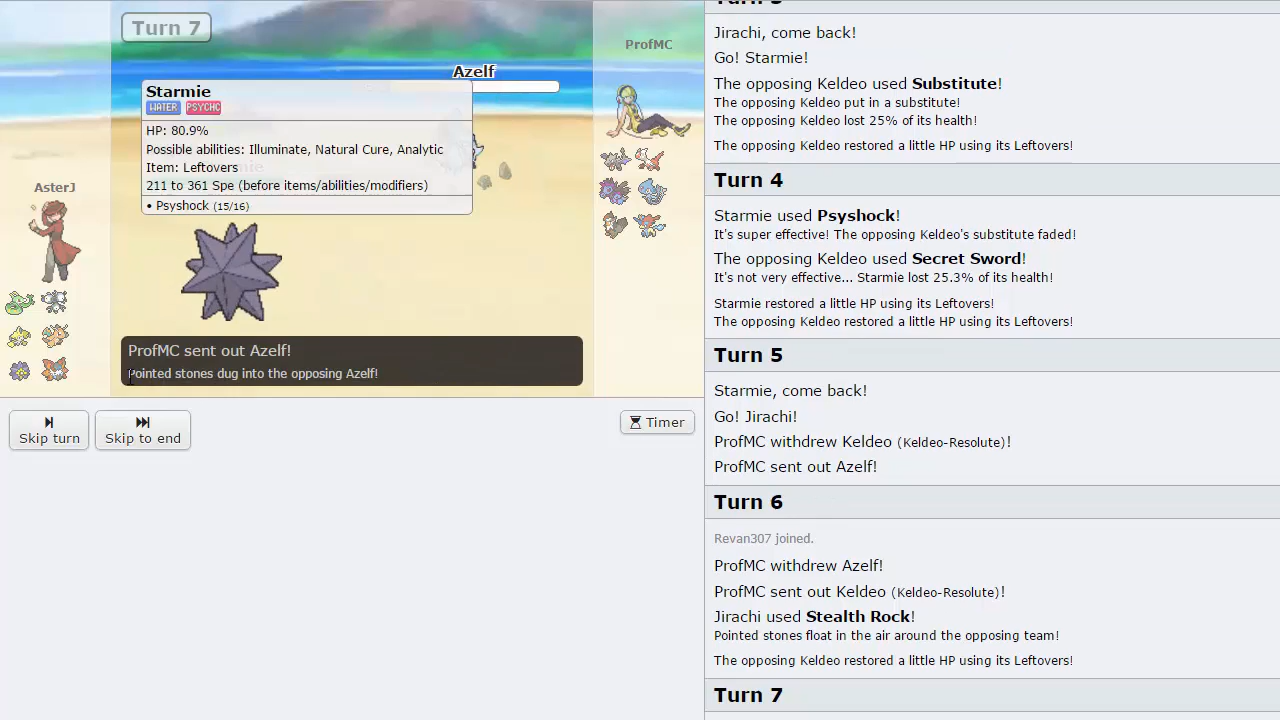 Turn 7
ProfMC
Azelf
Starmie
WATER PSYCHC
HP: 80.9%
Possible abilities: Illuminate, Natural Cure, Analytic
Item: Leftovers
211 to 361 Spe (before items/abilities/modifiers)
• Psyshock (15/16)
AsterJ
ProfMC sent out Azelf!
Pointed stones dug into the opposing Azelf!
Skip turn
Skip to end
Timer
Jirachi, come back!
Go! Starmie!
The opposing Keldeo used Substitute!
The opposing Keldeo put in a substitute!
The opposing Keldeo lost 25% of its health!
The opposing Keldeo restored a little HP using its Leftovers!
Turn 4
Starmie used Psyshock!
It's super effective! The opposing Keldeo's substitute faded!
The opposing Keldeo used Secret Sword!
It's not very effective... Starmie lost 25.3% of its health!
Starmie restored a little HP using its Leftovers!
The opposing Keldeo restored a little HP using its Leftovers!
Turn 5
Starmie, come back!
Go! Jirachi!
ProfMC withdrew Keldeo (Keldeo-Resolute)!
ProfMC sent out Azelf!
Turn 6
Revan307 joined.
ProfMC withdrew Azelf!
ProfMC sent out Keldeo (Keldeo-Resolute)!
Jirachi used Stealth Rock!
Pointed stones float in the air around the opposing team!
The opposing Keldeo restored a little HP using its Leftovers!
Turn 7